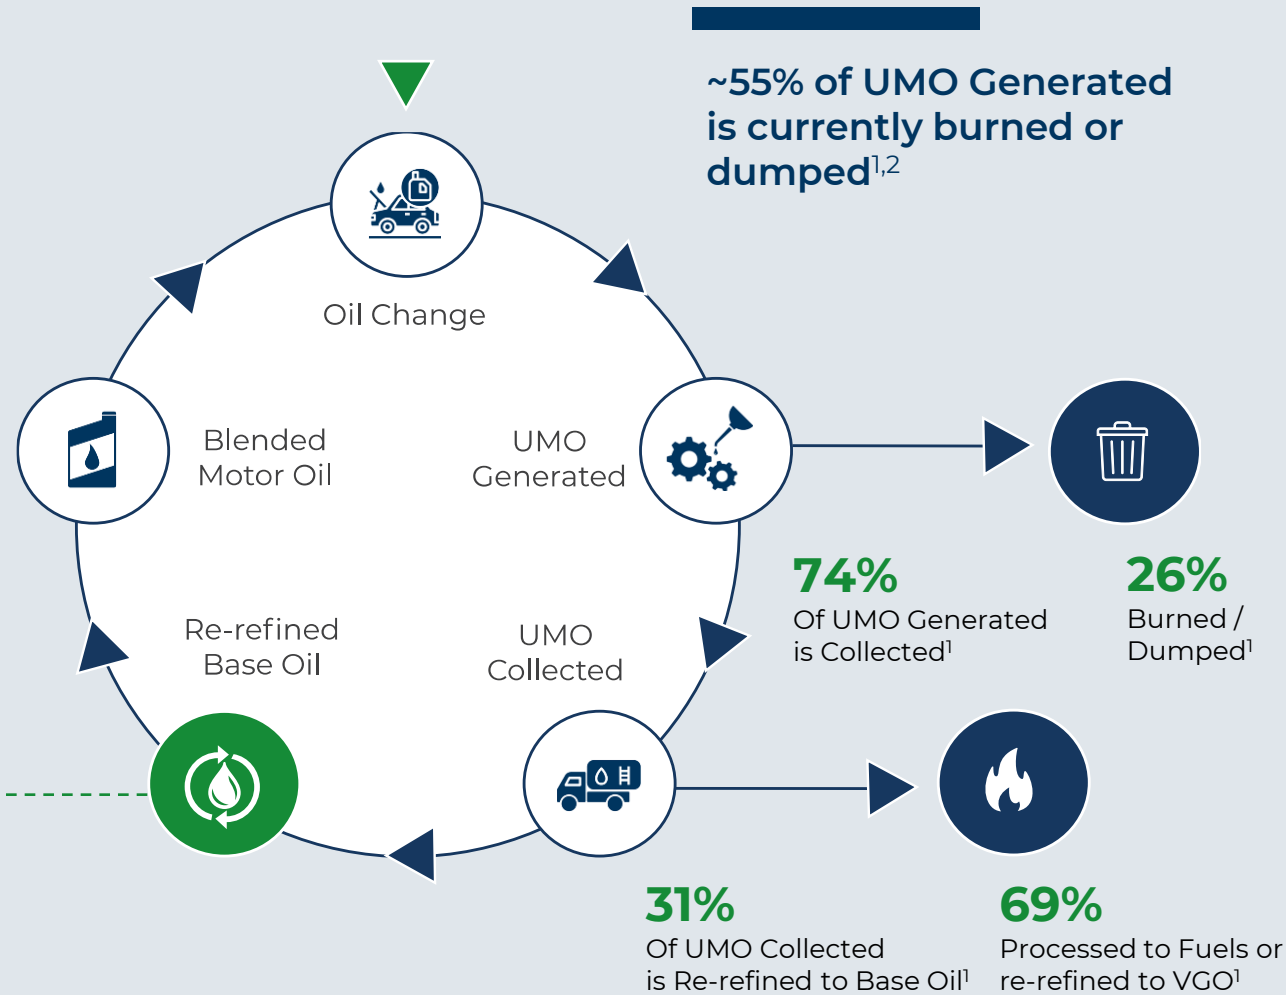 ~55% of UMO Generated
is currently burned or
dumped1,2
Oil Change
Blended
Motor Oil
UMO
Generated
74%
Of UMO Generated
is Collected1
26%
Burned /
Dumped1
Re-refined
Base Oil
UMO
Collected
31%
Of UMO Collected
is Re-refined to Base Oil1
69%
Processed to Fuels or
re-refined to VGO1